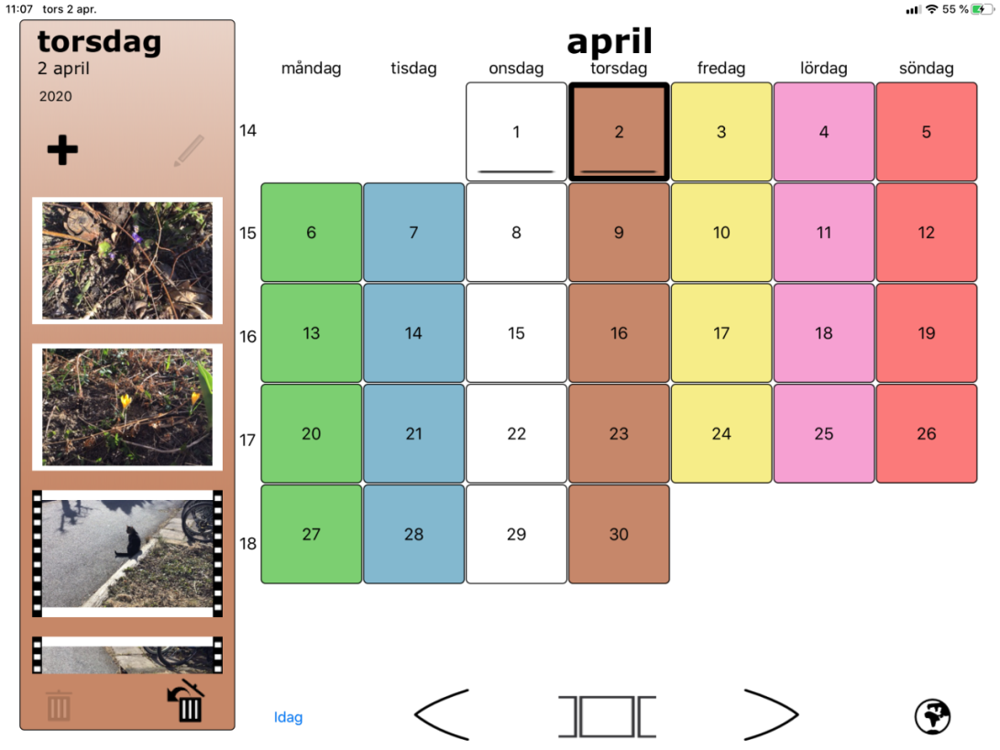 11:07 tors 2 apr. 55 %
torsdag
2 april
2020
april
måndag tisdag onsdag torsdag fredag lördag söndag
14 1 2 3 4 5
15 6 7 8 9 10 11 12
16 13 14 15 16 17 18 19
17 20 21 22 23 24 25 26
18 27 28 29 30
Idag